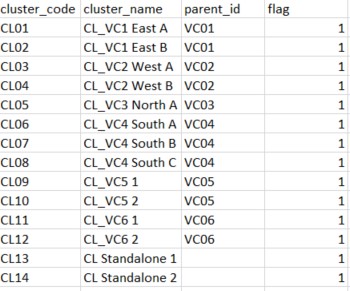 cluster_code cluster_name parent_id flag
CL01 CL_VC1 East A VC01 1
CL02 CL_VC1 East B VC01 1
CL03 CL_VC2 West A VC02 1
CL04 CL_VC2 West B VC02 1
CL05 CL_VC3 North A VC03 1
CL06 CL_VC4 South A VC04 1
CL07 CL_VC4 South B VC04 1
CL08 CL_VC4 South C VC04 1
CL09 CL_VC5 1 VC05 1
CL10 CL_VC5 2 VC05 1
CL11 CL_VC6 1 VC06 1
CL12 CL_VC6 2 VC06 1
CL13 CL Standalone 1 1
CL14 CL Standalone 2 1